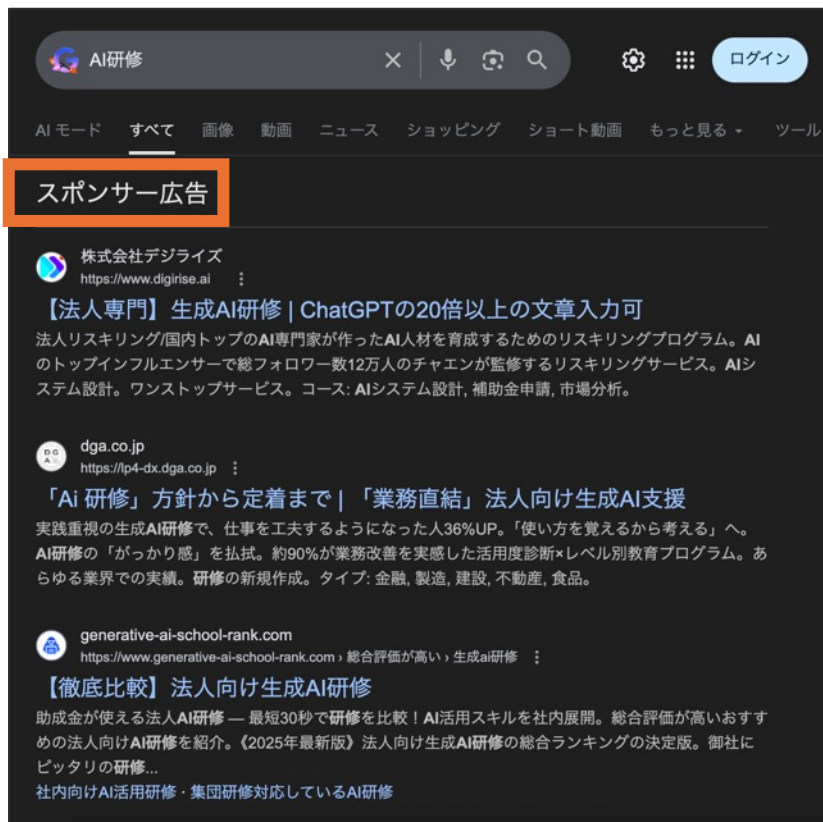 AI研修
ログイン
AI モード すべて 画像 動画 ニュース ショッピング ショート動画 もっと見る ツール
スポンサー広告
株式会社デジライズ
https://www.digirise.ai
【法人専門】生成AI研修 | ChatGPTの20倍以上の文章入力可
法人リスキリング/国内トップのAI専門家が作ったAI人材を育成するためのリスキリングプログラム。AI
のトップインフルエンサーで総フォロワー数12万人のチャエンが監修するリスキリングサービス。AIシ
ステム設計。ワンストップサービス。コース: AIシステム設計, 補助金申請, 市場分析。
DG
A
dga.co.jp
https://lp4-dx.dga.co.jp
「Ai 研修」方針から定着まで | 「業務直結」法人向け生成AI支援
実践重視の生成AI研修で、仕事を工夫するようになった人36%UP。「使い方を覚えるから考える」へ。
AI研修の「がっかり感」を払拭。約90%が業務改善を実感した活用度診断×レベル別教育プログラム。あ
らゆる業界での実績。研修の新規作成。タイプ: 金融, 製造, 建設, 不動産, 食品。
generative-ai-school-rank.com
https://www.generative-ai-school-rank.com › 総合評価が高い › 生成ai研修
【徹底比較】法人向け生成AI研修
助成金が使える法人AI研修 — 最短30秒で研修を比較！AI活用スキルを社内展開。総合評価が高いおすす
めの法人向けAI研修を紹介。《2025年最新版》法人向け生成AI研修の総合ランキングの決定版。御社に
ピッタリの研修...
社内向けAI活用研修 · 集団研修対応しているAI研修